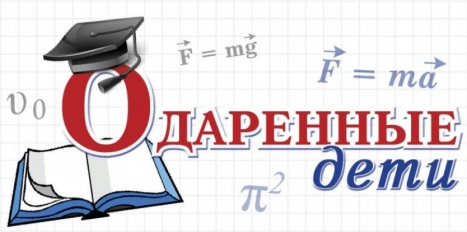 F = mg
F = ma
υ₀
ОДАРЕННЫЕ
дети
π²